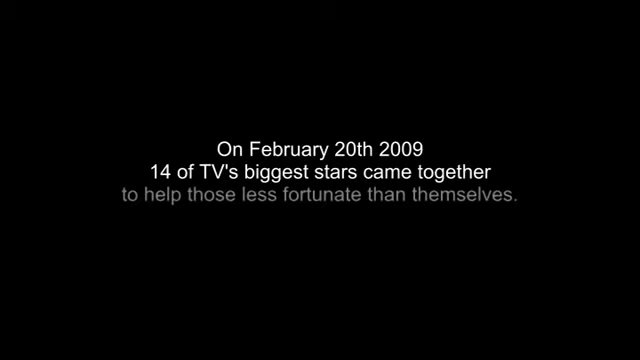 On February 20th 2009
14 of TV's biggest stars came together
to help those less fortunate than themselves.